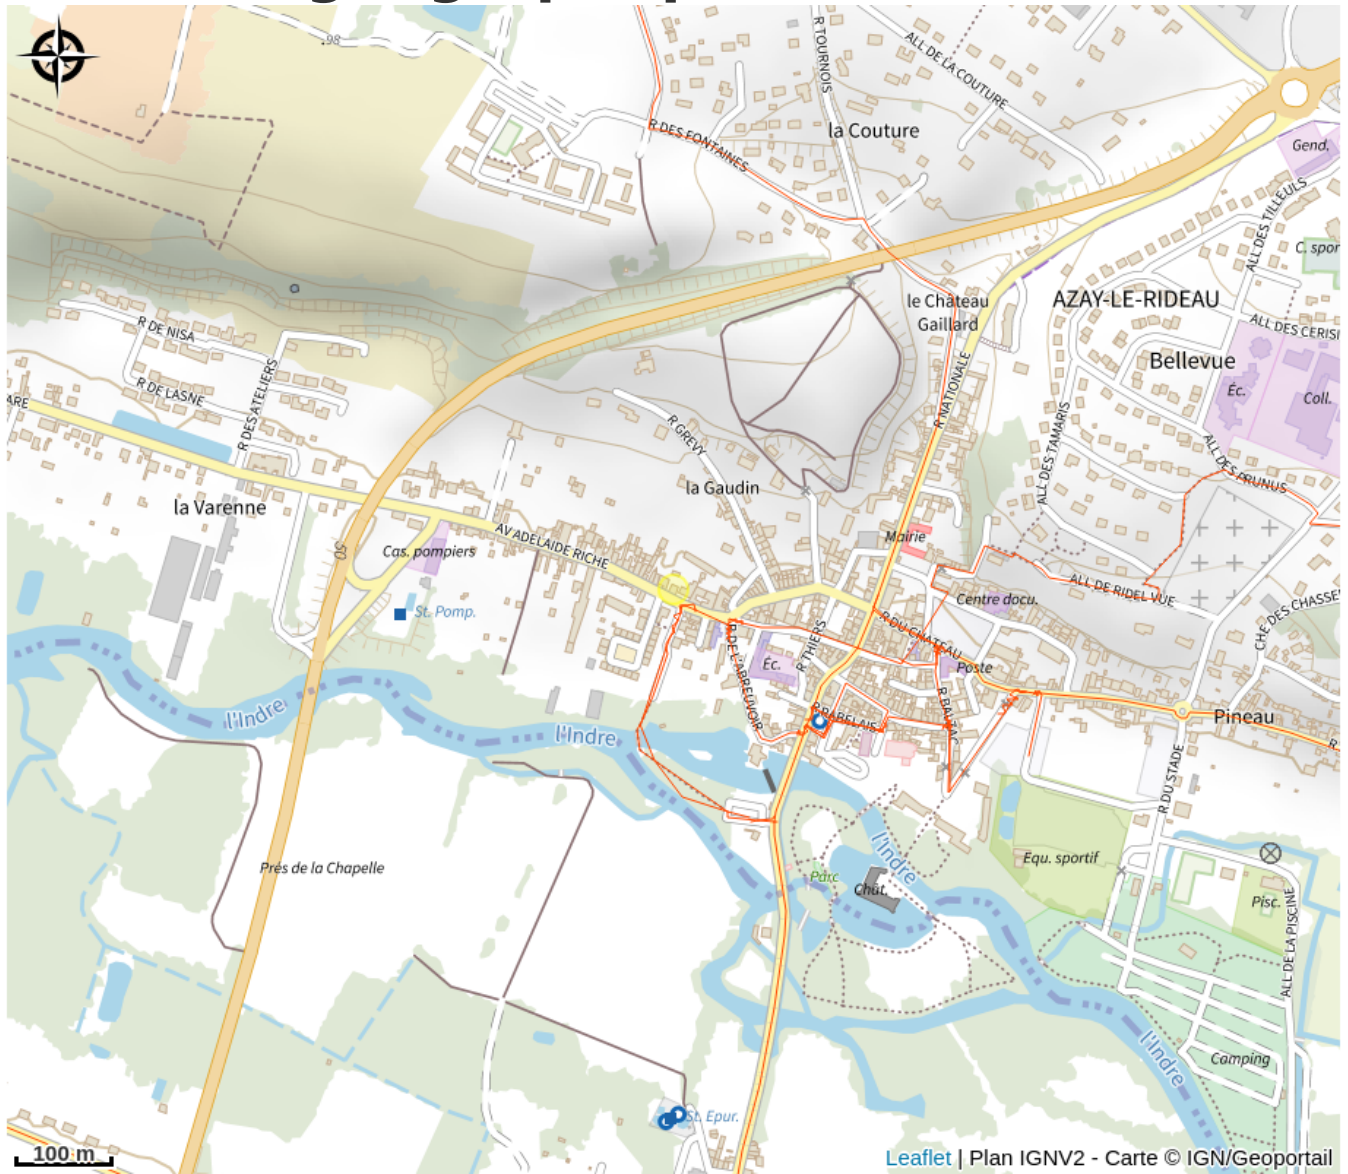 98
R TOURNOIS
ALL DE LA COUTURE
la Couture
R DES FONTAINES
Gend.
ALL DES TILLEULS
C. spor
le Château
Gaillard
AZAY-LE-RIDEAU
ALL DES CERISI
Bellevue
R DE NISA
R DE LASNE
R DES ATELIERS
ARE
R NATIONALE
Éc.
Coll.
R GREVY
la Gaudin
ALL DES TAMARIS
ALL DES PRUNUS
la Varenne
AV ADELAIDE RICHE
Mairie
50
Cas. pompiers
St. Pomp.
ALL DE RIDEL VUE
Centre docu.
CHE DES CHASSE
R DU CHATEAU
R THIERS
R DE L'ABREUVOIR
Éc.
Poste
R BALZAC
R RABELAIS
l'Indre
l'Indre
Pineau
R
R DU STADE
Prés de la Chapelle
Parc
Chât.
l'Indre
Equ. sportif
Pisc.
ALL DE LA PISCINE
l'Indre
Camping
St. Epur.
100 m
Leaflet | Plan IGNV2 - Carte © IGN/Geoportail